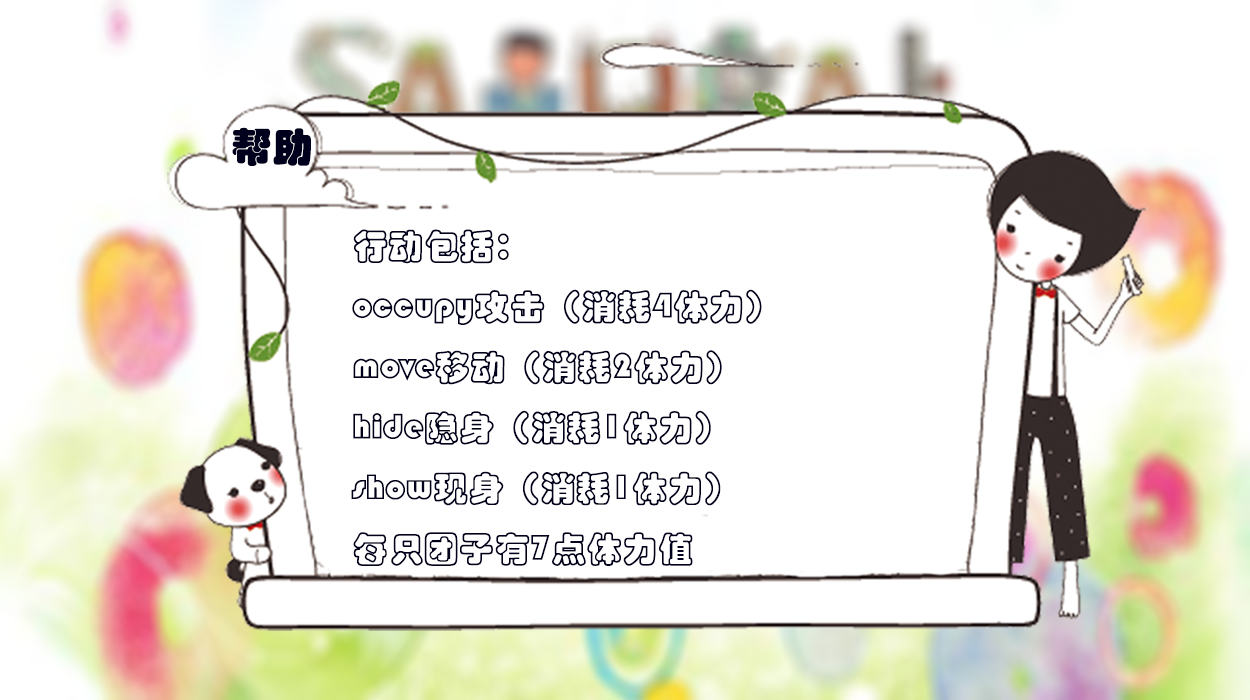 帮助
行动包括：
occupy攻击（消耗4体力）
move移动（消耗2体力）
hide隐身（消耗1体力）
show现身（消耗1体力）
每只团子有7点体力值